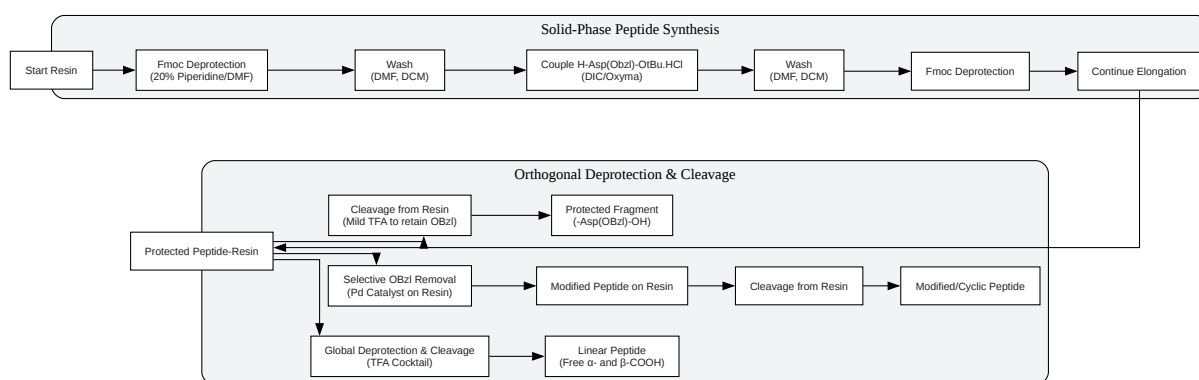 Solid-Phase Peptide Synthesis
Start Resin
Fmoc Deprotection
(20% Piperidine/DMF)
Wash
(DMF, DCM)
Couple H-Asp(Obzl)-OtBu.HCl
(DIC/Oxyma)
Wash
(DMF, DCM)
Fmoc Deprotection
Continue Elongation
Orthogonal Deprotection & Cleavage
Cleavage from Resin
(Mild TFA to retain OBzl)
Protected Fragment
(-Asp(OBzl)-OH)
Protected Peptide-Resin
Selective OBzl Removal
(Pd Catalyst on Resin)
Modified Peptide on Resin
Cleavage from Resin
Modified/Cyclic Peptide
Global Deprotection & Cleavage
(TFA Cocktail)
Linear Peptide
(Free α- and β-COOH)